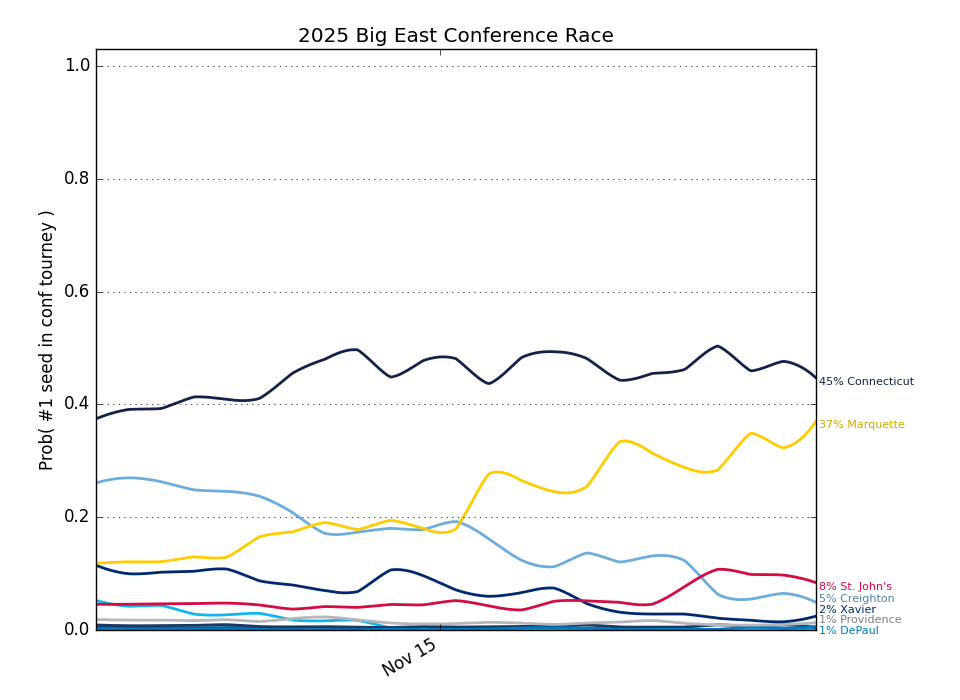 2025 Big East Conference Race
1.0
0.8
0.6
0.4
0.2
0.0
Prob( #1 seed in conf tourney )
Nov 15
45% Connecticut
37% Marquette
8% St. John's
5% Creighton
2% Xavier
1% Providence
1% DePaul